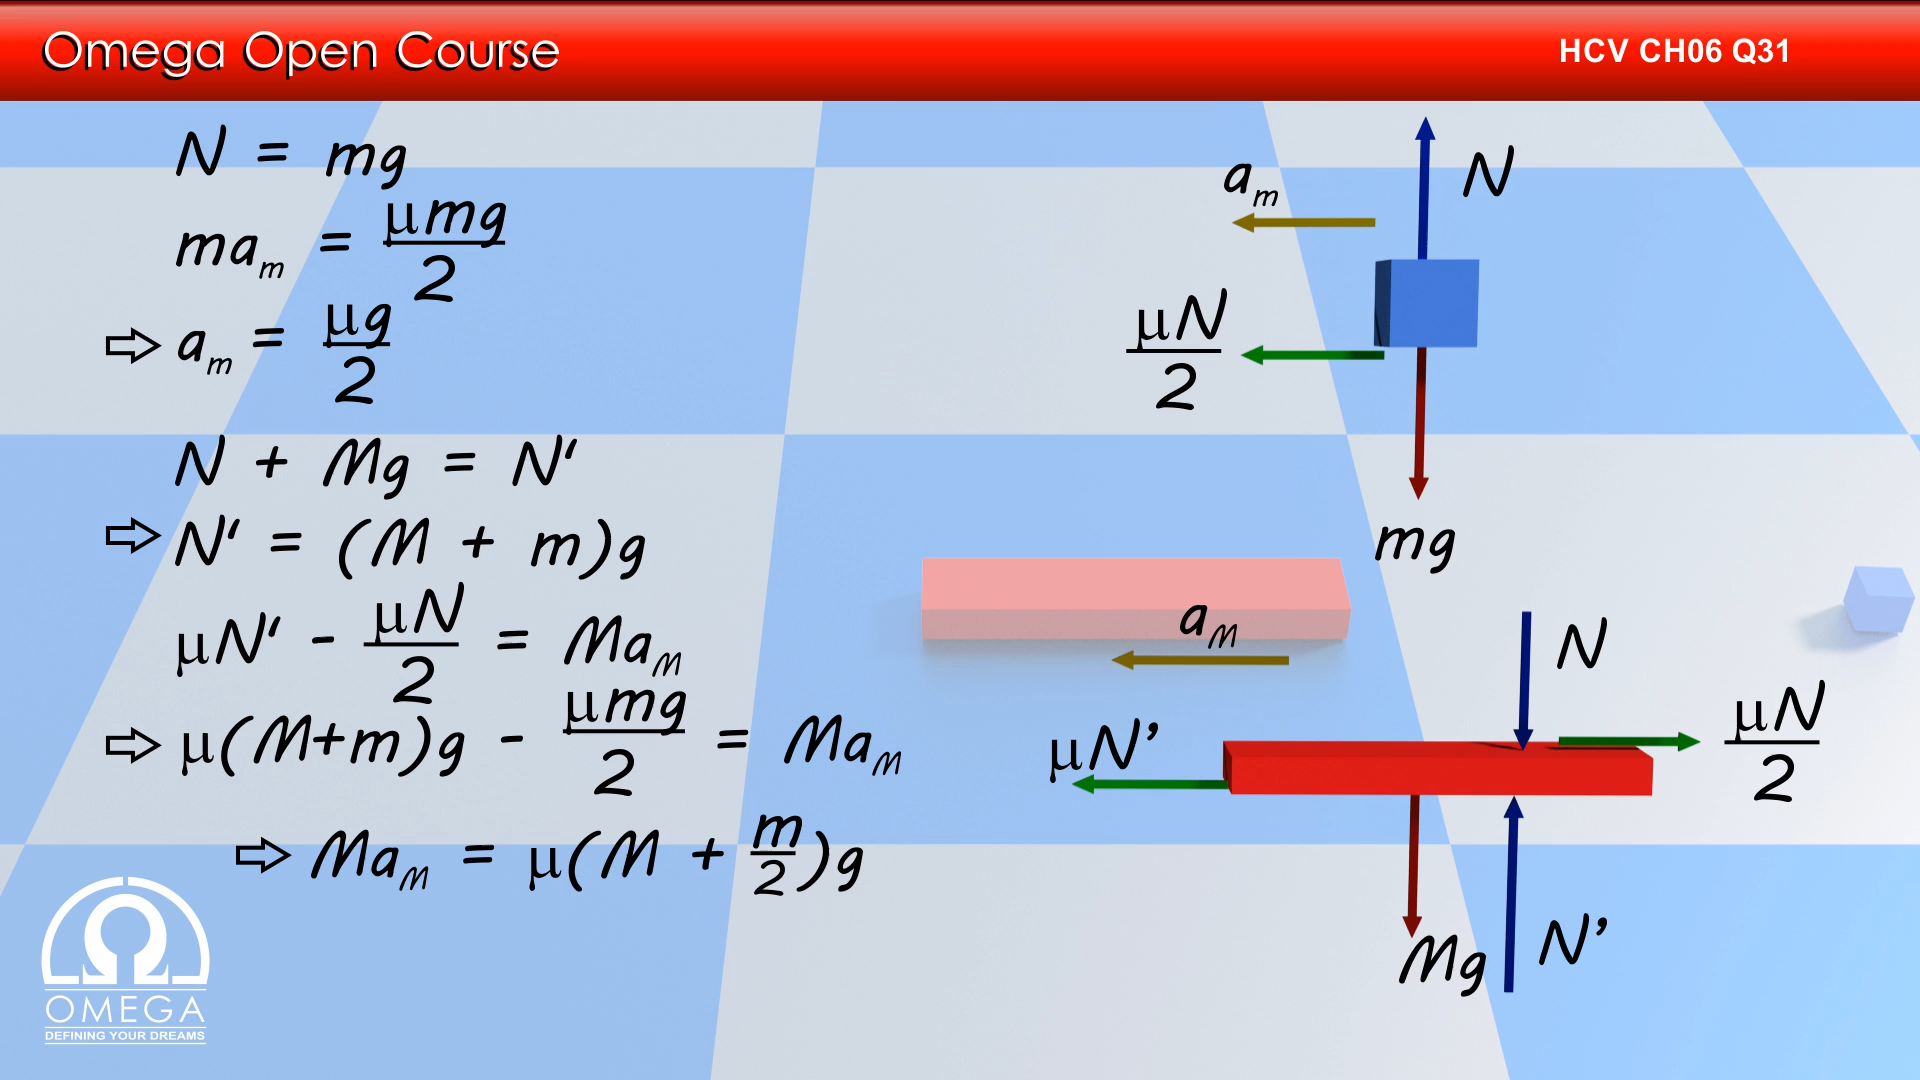 Omega Open Course
HCV CH06 Q31
N = mg
ma_m = μmg/2
⇨ a_m = μg/2
N + Mg = N'
⇨ N' = (M + m)g
μN' - μN/2 = Ma_M
⇨ μ(M+m)g - μmg/2 = Ma_M
⇨ Ma_M = μ(M + m/2)g
a_m
N
μN/2
mg
a_M
N
μN'
μN/2
Mg
N'
OMEGA
DEFINING YOUR DREAMS